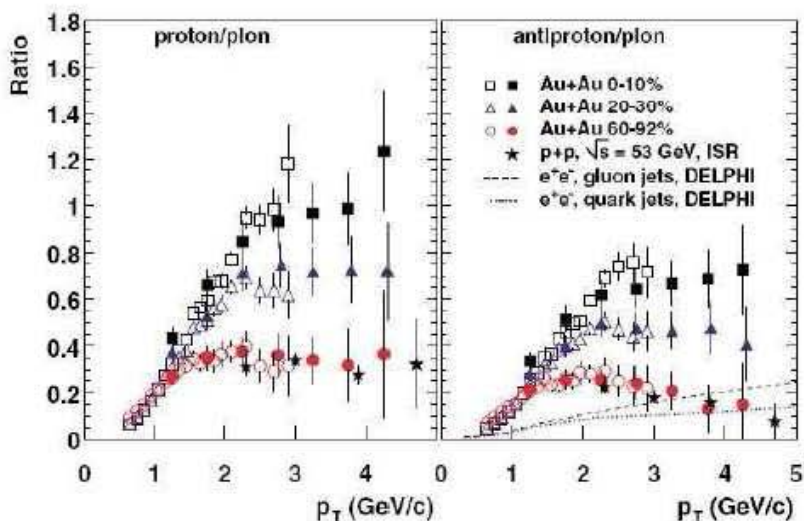 proton/pion
antiproton/pion
Ratio
1.8
1.6
1.4
1.2
1
0.8
0.6
0.4
0.2
0
Au+Au 0-10%
Au+Au 20-30%
Au+Au 60-92%
p+p, √s = 53 GeV, ISR
e⁺e⁻, gluon jets, DELPHI
e⁺e⁻, quark jets, DELPHI
0 1 2 3 4 0 1 2 3 4 5
p_T (GeV/c) p_T (GeV/c)